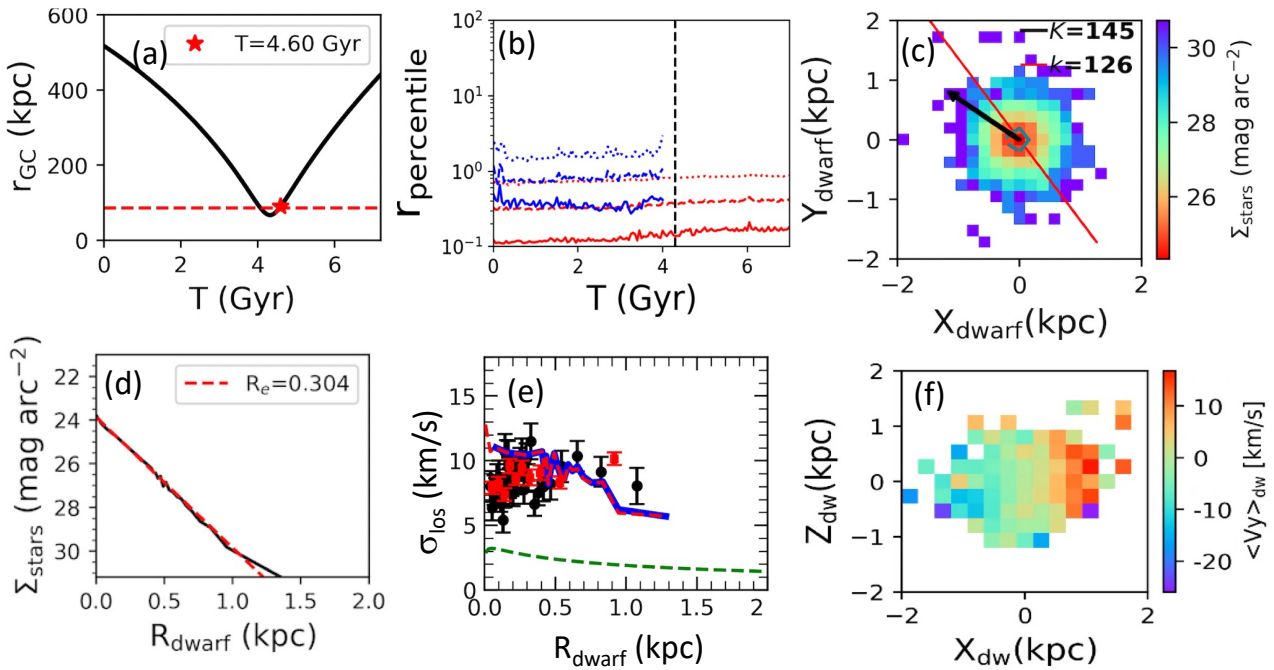 600
400
200
0
r_GC (kpc)
(a)
T=4.60 Gyr
0 2 4 6
T (Gyr)
10^2
10^1
10^0
10^-1
r_percentile
(b)
0 2 4 6
T (Gyr)
2
1
0
−1
−2
Y_dwarf(kpc)
(c)
K=145
k=126
−2 0 2
X_dwarf(kpc)
30
28
26
Σ_stars (mag arc^−2)
22
24
26
28
30
Σ_stars (mag arc^−2)
(d)
R_e=0.304
0.0 0.5 1.0 1.5 2.0
R_dwarf (kpc)
15
10
5
0
σ_los (km/s)
(e)
0.0 0.5 1.0 1.5 2.0
R_dwarf (kpc)
2
1
0
−1
−2
Z_dw(kpc)
(f)
−2 0 2
X_dw(kpc)
10
0
-10
-20
<Vy>_dw [km/s]